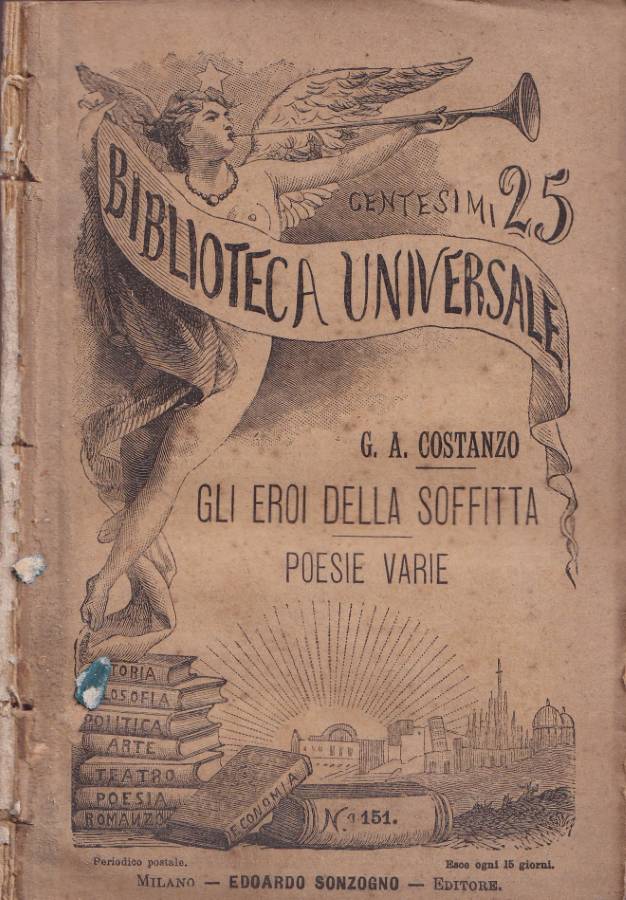 CENTESIMI 25
BIBLIOTECA UNIVERSALE
G. A. COSTANZO
GLI EROI DELLA SOFFITTA
POESIE VARIE
TORIA
LOSOFIA
POLITICA
ARTE
TEATRO
POESIA
ROMANZO
ECONOMIA
N.º 151.
Periodico postale.
Esce ogni 15 giorni.
MILANO — EDOARDO SONZOGNO — EDITORE.